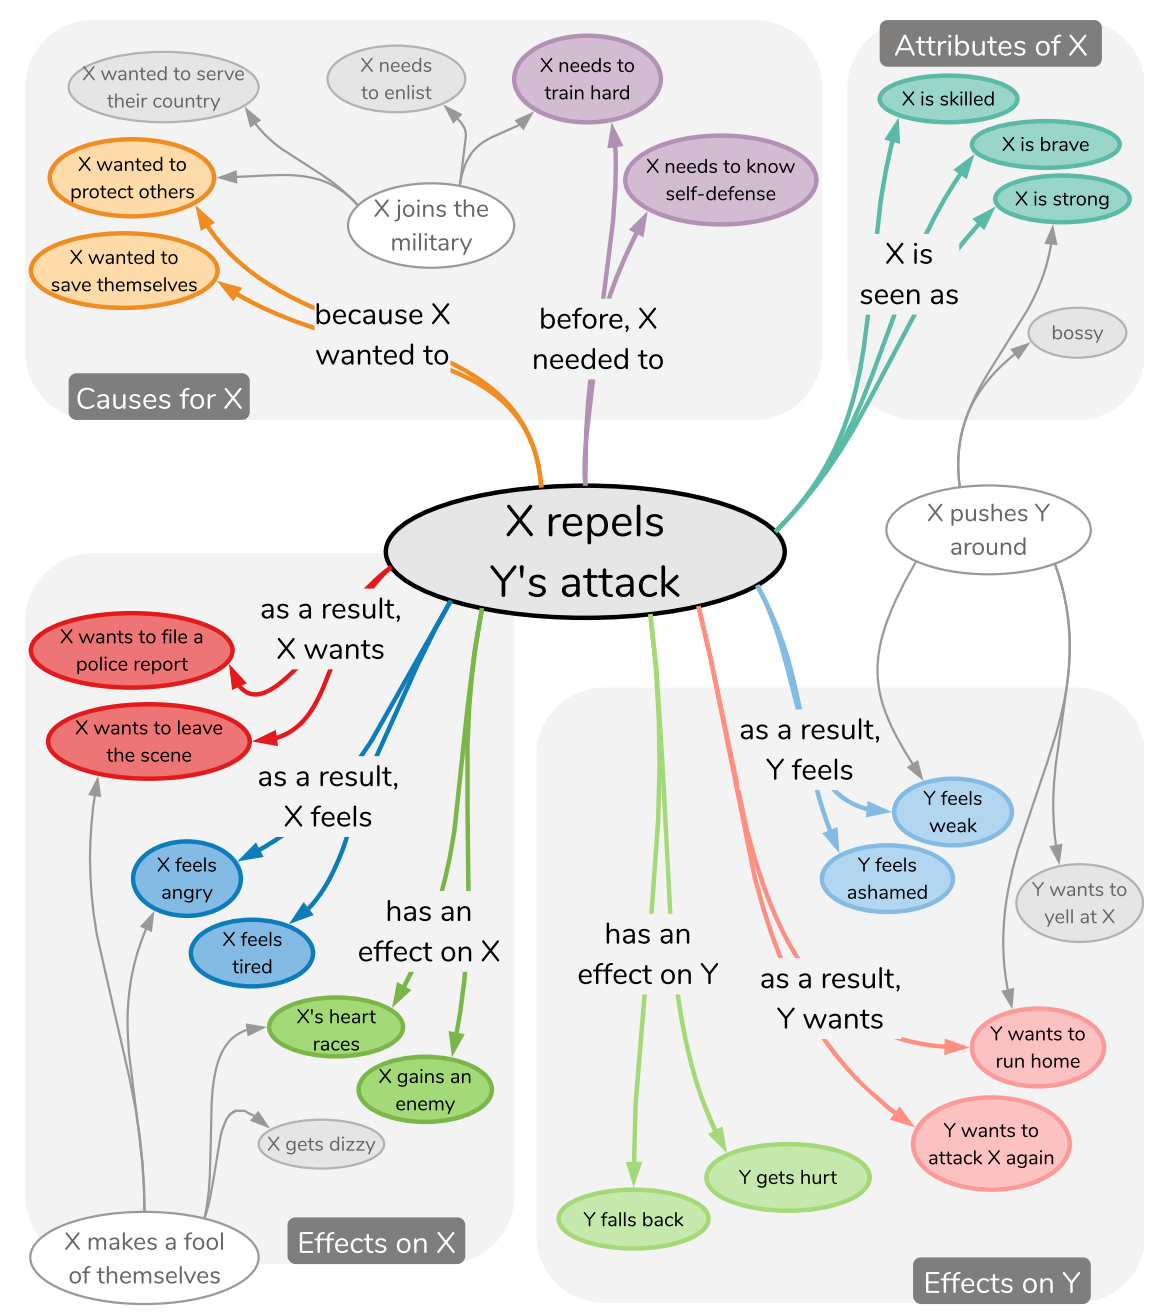 Attributes of X
X wanted to serve
their country
X needs
to enlist
X needs to
train hard
X is skilled
X wanted to
protect others
X needs to know
self-defense
X is brave
X is strong
X joins the
military
X wanted to
save themselves
because X
wanted to
before, X
needed to
X is
seen as
bossy
Causes for X
X repels
Y's attack
X pushes Y
around
as a result,
X wants
X wants to file a
police report
X wants to leave
the scene
as a result,
X feels
X feels
angry
X feels
tired
has an
effect on X
X's heart
races
X gains an
enemy
X gets dizzy
X makes a fool
of themselves
Effects on X
as a result,
Y feels
Y feels
weak
Y feels
ashamed
Y wants to
yell at X
has an
effect on Y
as a result,
Y wants
Y wants to
run home
Y wants to
attack X again
Y gets hurt
Y falls back
Effects on Y